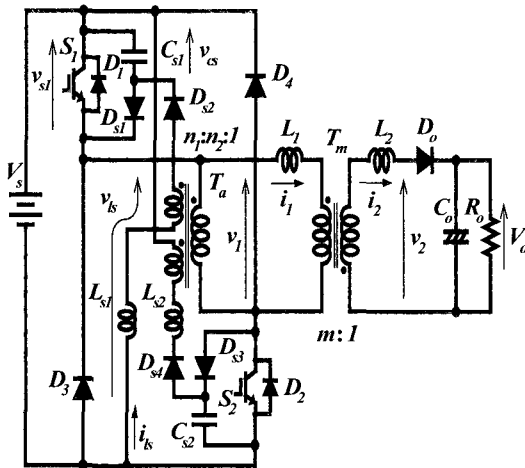 S1
Ds1
Cs1
vcs
vs1
Ds1
Ds2
D4
n1:n2:1
L1
Tm
L2
Do
Vs
vls
Ta
i1
i2
Co
Ro
v1
v2
Vo
Ls1
Ls2
m:1
Ds4
Ds3
D3
S2
D2
ils
Cs2